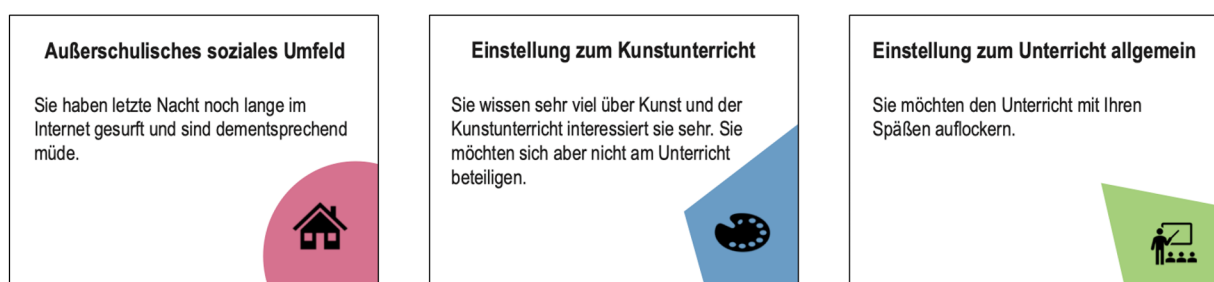 Außerschulisches soziales Umfeld
Sie haben letzte Nacht noch lange im
Internet gesurft und sind dementsprechend
müde.
Einstellung zum Kunstunterricht
Sie wissen sehr viel über Kunst und der
Kunstunterricht interessiert sie sehr. Sie
möchten sich aber nicht am Unterricht
beteiligen.
Einstellung zum Unterricht allgemein
Sie möchten den Unterricht mit Ihren
Späßen auflockern.